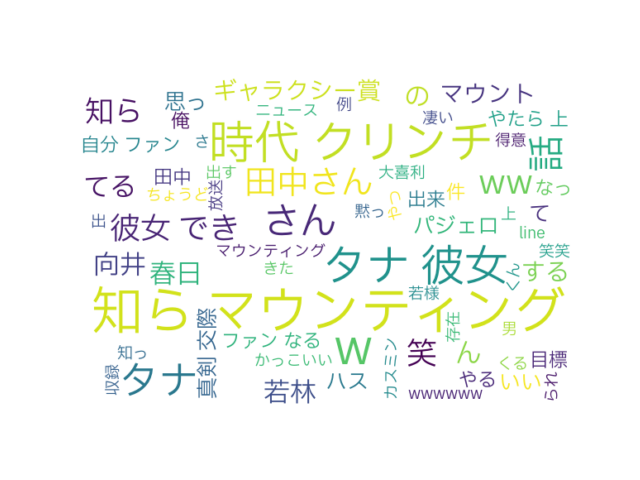 ギャラクシー賞 の マウント
知ら 思っ ニュース 例
俺 時代 クリンチ 凄い やたら 上
自分 ファン さ 得意 話
てる 田中 出す 田中さん 大喜利 ww なっ
ちょうど 放送 やっ 出来 件
出 彼女 でき さん 黙っ パジェロ 上 て
line
向井 春日 マウンティング きた タナ 彼女 くん する 笑笑
若様
知ら マウンティング
真剣 交際 ファン なる w 笑 ん 存在 男
知っ かっこいい くる 目標
収録 タナ 若林 ハス カスミン wwwwww やる いい られ